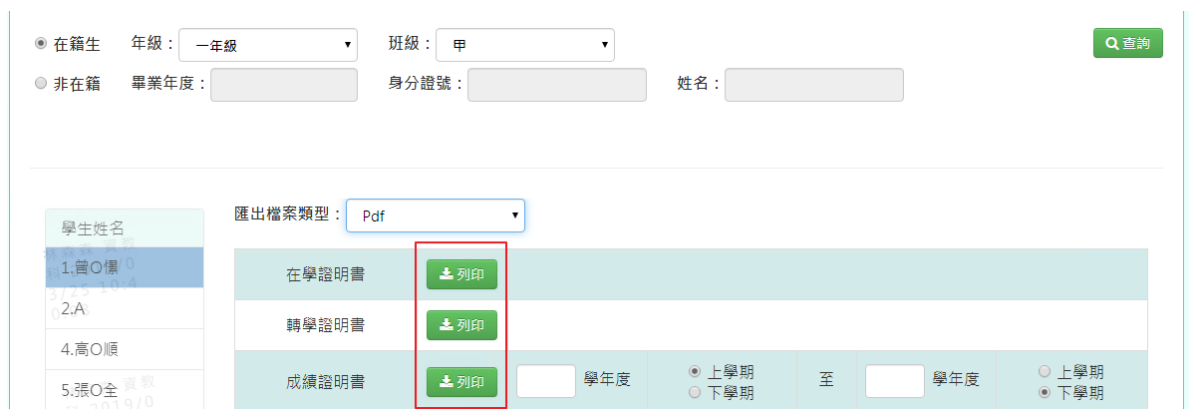 在籍生 年級： 一年級 班級： 甲 查詢
非在籍 畢業年度： 身分證號： 姓名：
匯出檔案類型： Pdf
學生姓名
1.曾O憬
2.A
4.高O順
5.張O全
在學證明書 列印
轉學證明書 列印
成績證明書 列印 學年度 上學期 下學期 至 學年度 上學期 下學期